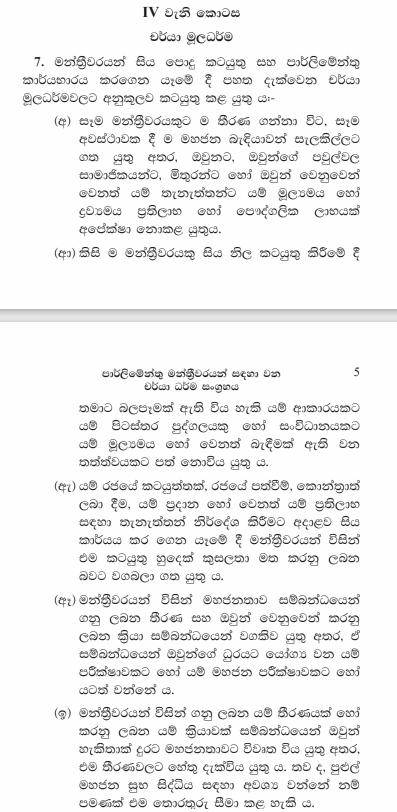 IV වැනි කොටස
චර්යා මූලධර්ම
7. මන්ත්‍රීවරයන් සිය පොදු කටයුතු සහ පාර්ලිමේන්තු
කාර්යභාරය කරගෙන යෑමේ දී පහත දැක්වෙන චර්යා
මූලධර්මවලට අනුකූලව කටයුතු කළ යුතු ය:-
(අ) සෑම මන්ත්‍රීවරයකුට ම තීරණ ගන්නා විට, සෑම
අවස්ථාවක දී ම මහජන බැඳියාවන් සැලකිල්ලට
ගත යුතු අතර, ඔවුනට, ඔවුන්ගේ පවුල්වල
සාමාජිකයන්ට, මිතුරන්ට හෝ ඔවුන් වෙනුවෙන්
වෙනත් යම් තැනැත්තන්ට යම් මූල්‍යමය හෝ
ද්‍රව්‍යමය ප්‍රතිලාභ හෝ පෞද්ගලික ලාභයක්
අපේක්ෂා නොකළ යුතුය.
(ආ) කිසි ම මන්ත්‍රීවරයකු සිය නිල කටයුතු කිරීමේ දී
පාර්ලිමේන්තු මන්ත්‍රීවරයන් සඳහා වන 5
චර්යා ධර්ම සංග්‍රහය
තමාට බලපෑමක් ඇති විය හැකි යම් ආකාරයකට
යම් පිටස්තර පුද්ගලයකු හෝ සංවිධානයකට
යම් මූල්‍යමය හෝ වෙනත් බැඳීමක් ඇති වන
තත්ත්වයකට පත් නොවිය යුතු ය.
(ඇ) යම් රජයේ කටයුත්තක්, රජයේ පත්වීම්, කොන්ත්‍රාත්
ලබා දීම, යම් ප්‍රදාන හෝ වෙනත් යම් ප්‍රතිලාභ
සඳහා තැනැත්තන් නිර්දේශ කිරීමට අදාළව සිය
කාර්යය කර ගෙන යෑමේ දී මන්ත්‍රීවරයන් විසින්
එම කටයුතු හුදෙක් කුසලතා මත කරනු ලබන
බවට වගබලා ගත යුතු ය.
(ඈ) මන්ත්‍රීවරයන් විසින් මහජනතාව සම්බන්ධයෙන්
ගනු ලබන තීරණ සහ ඔවුන් වෙනුවෙන් කරනු
ලබන ක්‍රියා සම්බන්ධයෙන් වගකිව යුතු අතර, ඒ
සම්බන්ධයෙන් ඔවුන්ගේ ධුරයට යෝග්‍ය වන යම්
පරීක්ෂාවකට හෝ යම් මහජන පරීක්ෂාවකට හෝ
යටත් වන්නේ ය.
(ඉ) මන්ත්‍රීවරයන් විසින් ගනු ලබන යම් තීරණයක් හෝ
කරනු ලබන යම් ක්‍රියාවක් සම්බන්ධයෙන් ඔවුන්
හැකිතාක් දුරට මහජනතාවට විවෘත විය යුතු අතර,
එම තීරණවලට හේතු දැක්විය යුතු ය. තව ද, පුළුල්
මහජන සුභ සිද්ධිය සඳහා අවශ්‍ය වන්නේ නම්
පමණක් එම තොරතුරු සීමා කළ හැකි ය.